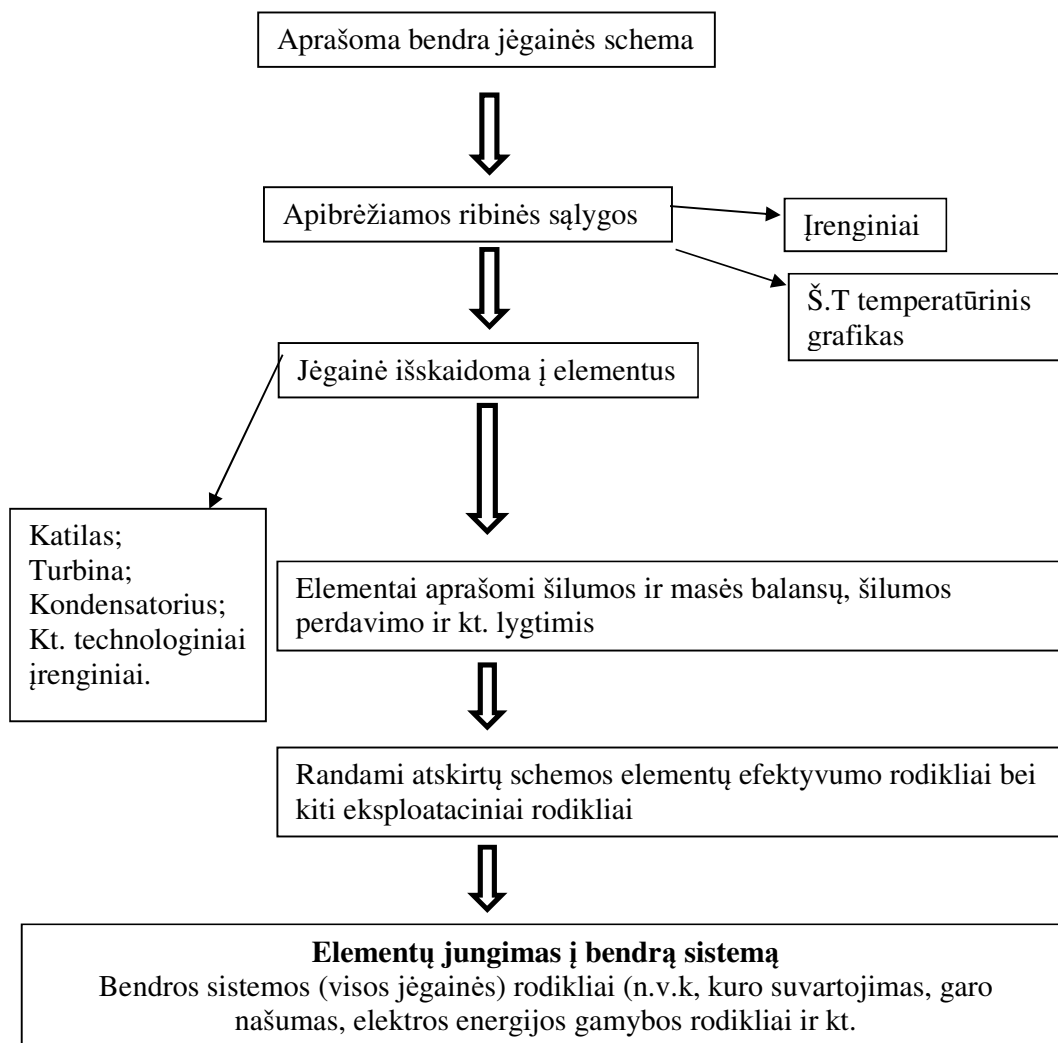 Aprašoma bendra jėgainės schema
Apibrėžiamos ribinės sąlygos
Įrenginiai
Š.T temperatūrinis
grafikas
Jėgainė išskaidoma į elementus
Katilas;
Turbina;
Kondensatorius;
Kt. technologiniai
įrenginiai.
Elementai aprašomi šilumos ir masės balansų, šilumos
perdavimo ir kt. lygtimis
Randami atskirtų schemos elementų efektyvumo rodikliai bei
kiti eksploataciniai rodikliai
Elementų jungimas į bendrą sistemą
Bendros sistemos (visos jėgainės) rodikliai (n.v.k, kuro suvartojimas, garo
našumas, elektros energijos gamybos rodikliai ir kt.